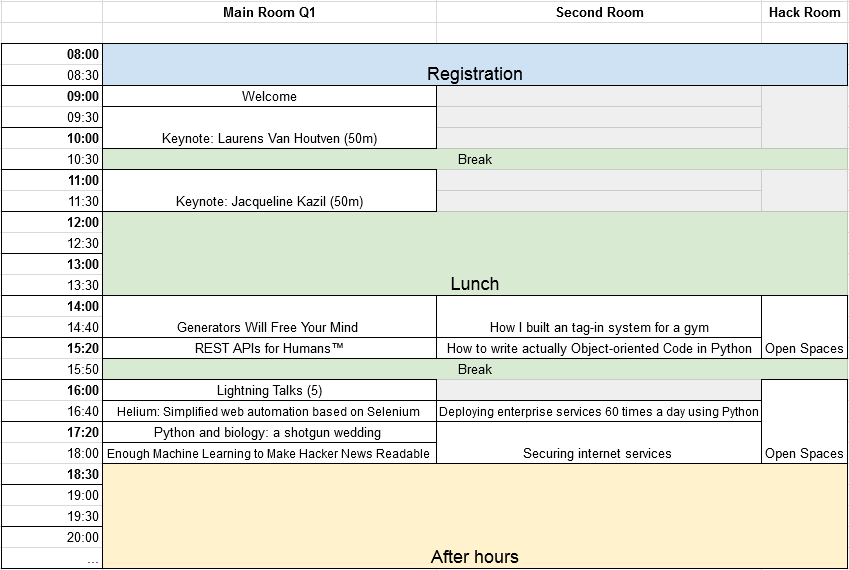 Main Room Q1 Second Room Hack Room
08:00
08:30 Registration
09:00 Welcome
09:30
10:00 Keynote: Laurens Van Houtven (50m)
10:30 Break
11:00
11:30 Keynote: Jacqueline Kazil (50m)
12:00
12:30
13:00
13:30 Lunch
14:00
14:40 Generators Will Free Your Mind How I built an tag-in system for a gym
15:20 REST APIs for Humans™ How to write actually Object-oriented Code in Python Open Spaces
15:50 Break
16:00 Lightning Talks (5)
16:40 Helium: Simplified web automation based on Selenium Deploying enterprise services 60 times a day using Python
17:20 Python and biology: a shotgun wedding
18:00 Enough Machine Learning to Make Hacker News Readable Securing internet services Open Spaces
18:30
19:00
19:30
20:00
... After hours